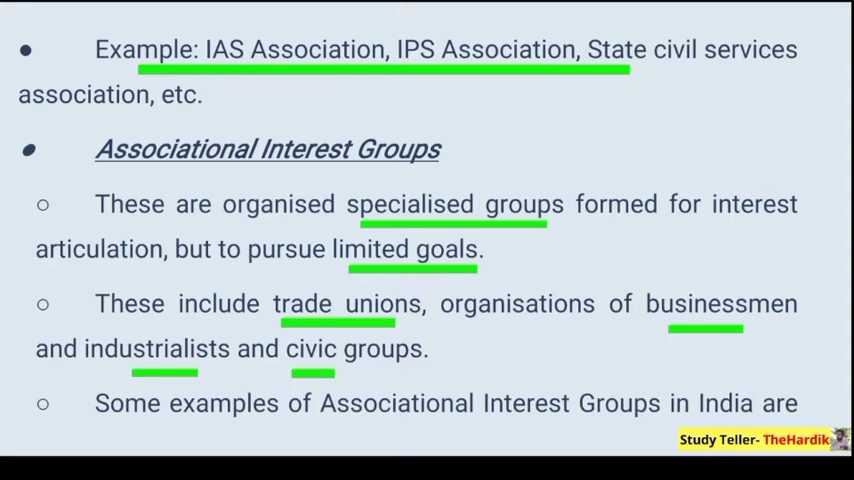 ● Example: IAS Association, IPS Association, State civil services
association, etc.
● Associational Interest Groups
○ These are organised specialised groups formed for interest
articulation, but to pursue limited goals.
○ These include trade unions, organisations of businessmen
and industrialists and civic groups.
○ Some examples of Associational Interest Groups in India are
Study Teller- TheHardik